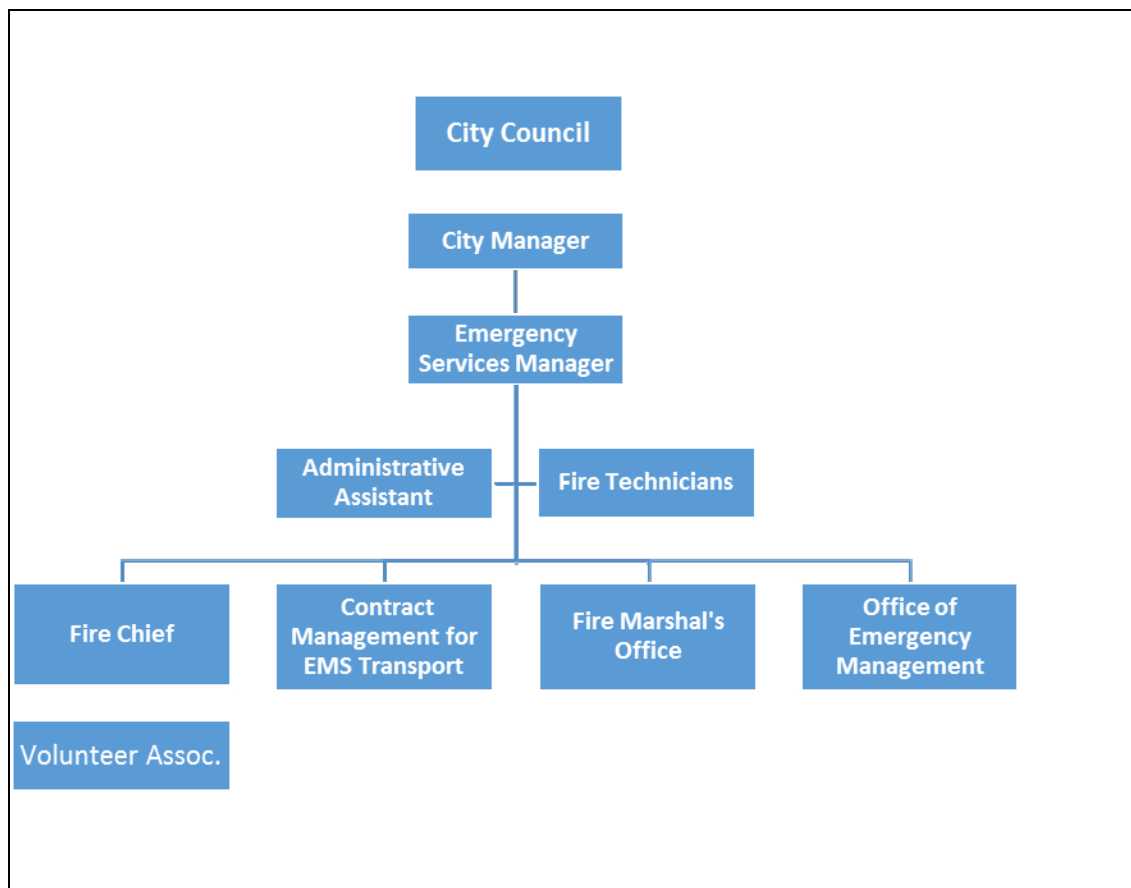 City Council
City Manager
Emergency
Services Manager
Administrative
Assistant
Fire Technicians
Fire Chief
Contract
Management for
EMS Transport
Fire Marshal's
Office
Office of
Emergency
Management
Volunteer Assoc.